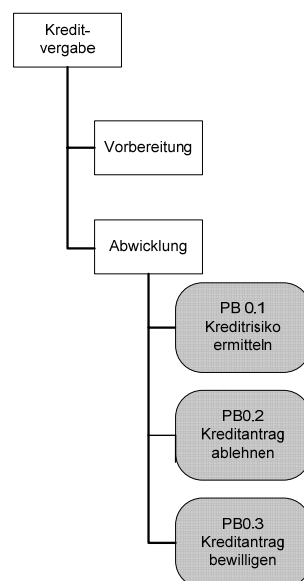 Kredit-
vergabe
Vorbereitung
Abwicklung
PB 0.1
Kreditrisiko
ermitteln
PB0.2
Kreditantrag
ablehnen
PB0.3
Kreditantrag
bewilligen